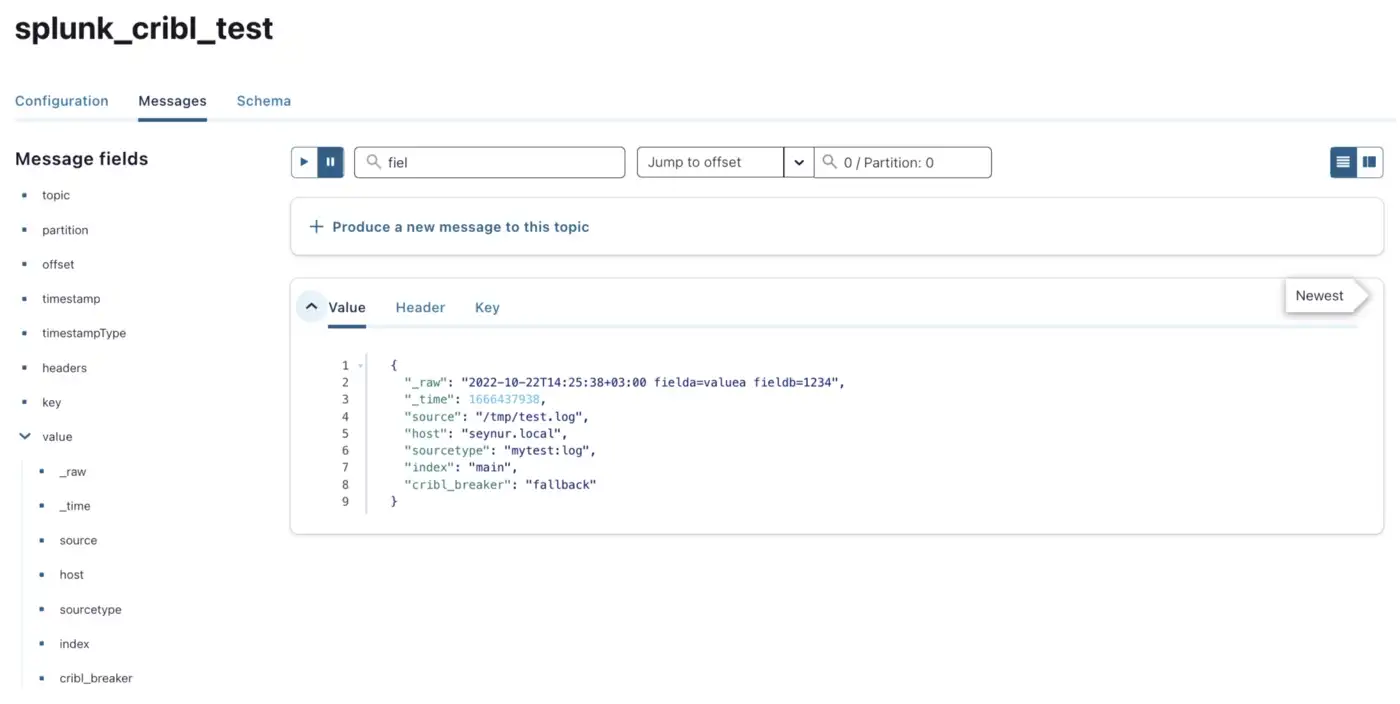 splunk_cribl_test
Configuration Messages Schema
Message fields
topic
partition
offset
timestamp
timestampType
headers
key
value
_raw
_time
source
host
sourcetype
index
cribl_breaker
fiel
Jump to offset
0 / Partition: 0
+ Produce a new message to this topic
Newest
Value Header Key
1 {
2 "_raw": "2022-10-22T14:25:38+03:00 fielda=valuea fieldb=1234",
3 "_time": 1666437938,
4 "source": "/tmp/test.log",
5 "host": "seynur.local",
6 "sourcetype": "mytest:log",
7 "index": "main",
8 "cribl_breaker": "fallback"
9 }